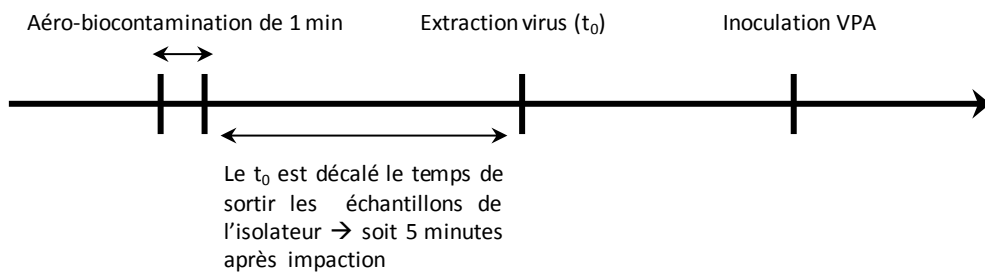 Aéro-biocontamination de 1 min
Extraction virus (t₀)
Inoculation VPA
Le t₀ est décalé le temps de
sortir les échantillons de
l'isolateur → soit 5 minutes
après impaction